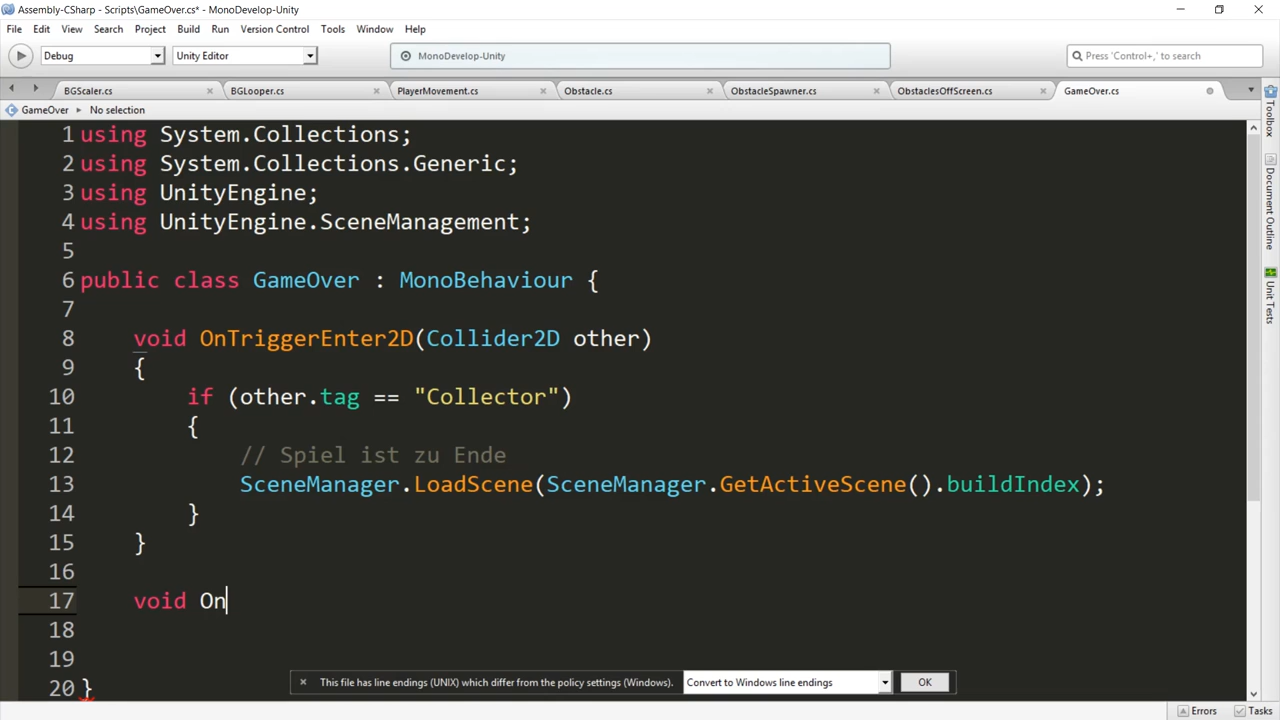 Assembly-CSharp - Scripts\GameOver.cs* - MonoDevelop-Unity
File Edit View Search Project Build Run Version Control Tools Window Help
Debug Unity Editor MonoDevelop-Unity Press 'Control+,' to search
BGScaler.cs BGLooper.cs PlayerMovement.cs Obstacle.cs ObstacleSpawner.cs ObstaclesOffScreen.cs GameOver.cs
GameOver No selection
1 using System.Collections;
2 using System.Collections.Generic;
3 using UnityEngine;
4 using UnityEngine.SceneManagement;
5
6 public class GameOver : MonoBehaviour {
7
8 void OnTriggerEnter2D(Collider2D other)
9 {
10 if (other.tag == "Collector")
11 {
12 // Spiel ist zu Ende
13 SceneManager.LoadScene(SceneManager.GetActiveScene().buildIndex);
14 }
15 }
16
17 void On
18
19
20 }
This file has line endings (UNIX) which differ from the policy settings (Windows). Convert to Windows line endings OK
Toolbox
Document Outline
Unit Tests
Errors Tasks